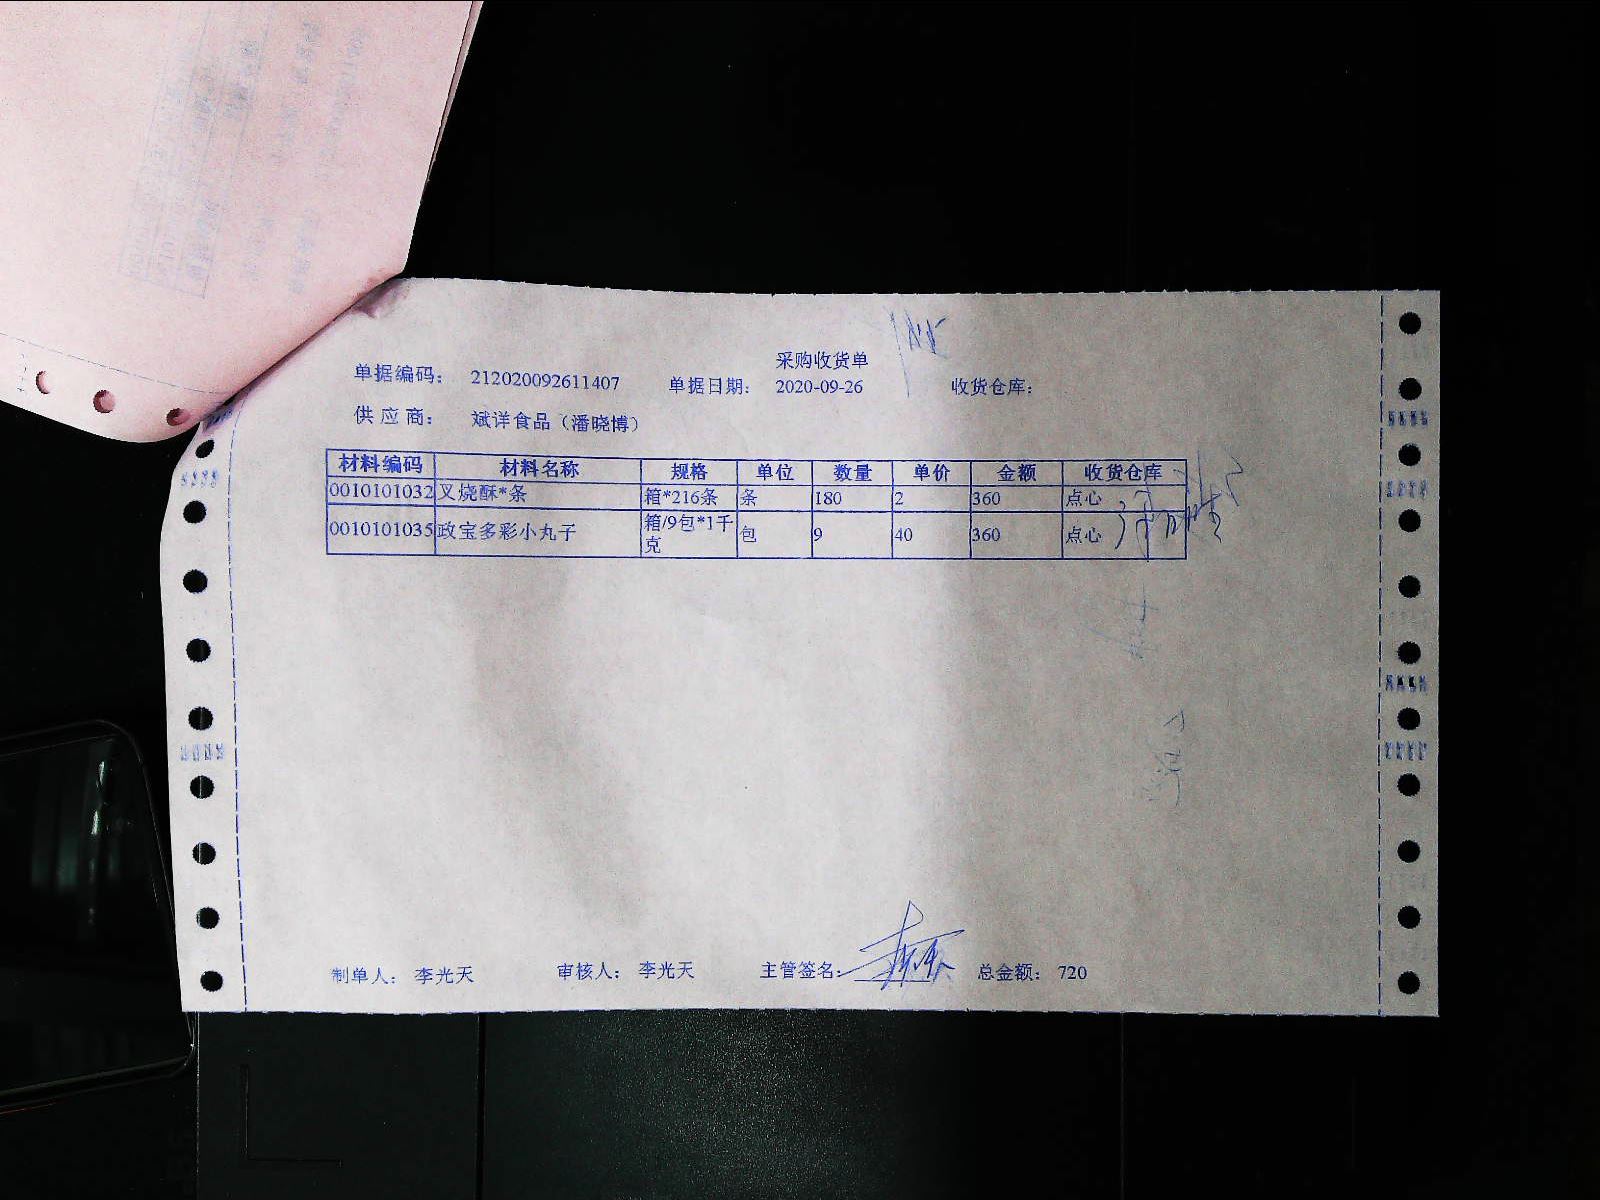 采购收货单
单据编码： 212020092611407 单据日期： 2020-09-26 收货仓库：
供应商： 斌洋食品（潘晓博）
材料编码 材料名称 规格 单位 数量 单价 金额 收货仓库
0010101032 叉烧酥*条 箱*216条 条 180 2 360 点心
0010101035 政宝多彩小丸子 箱/9包*1千克 包 9 40 360 点心
制单人： 李光天 审核人： 李光天 主管签名： 总金额： 720